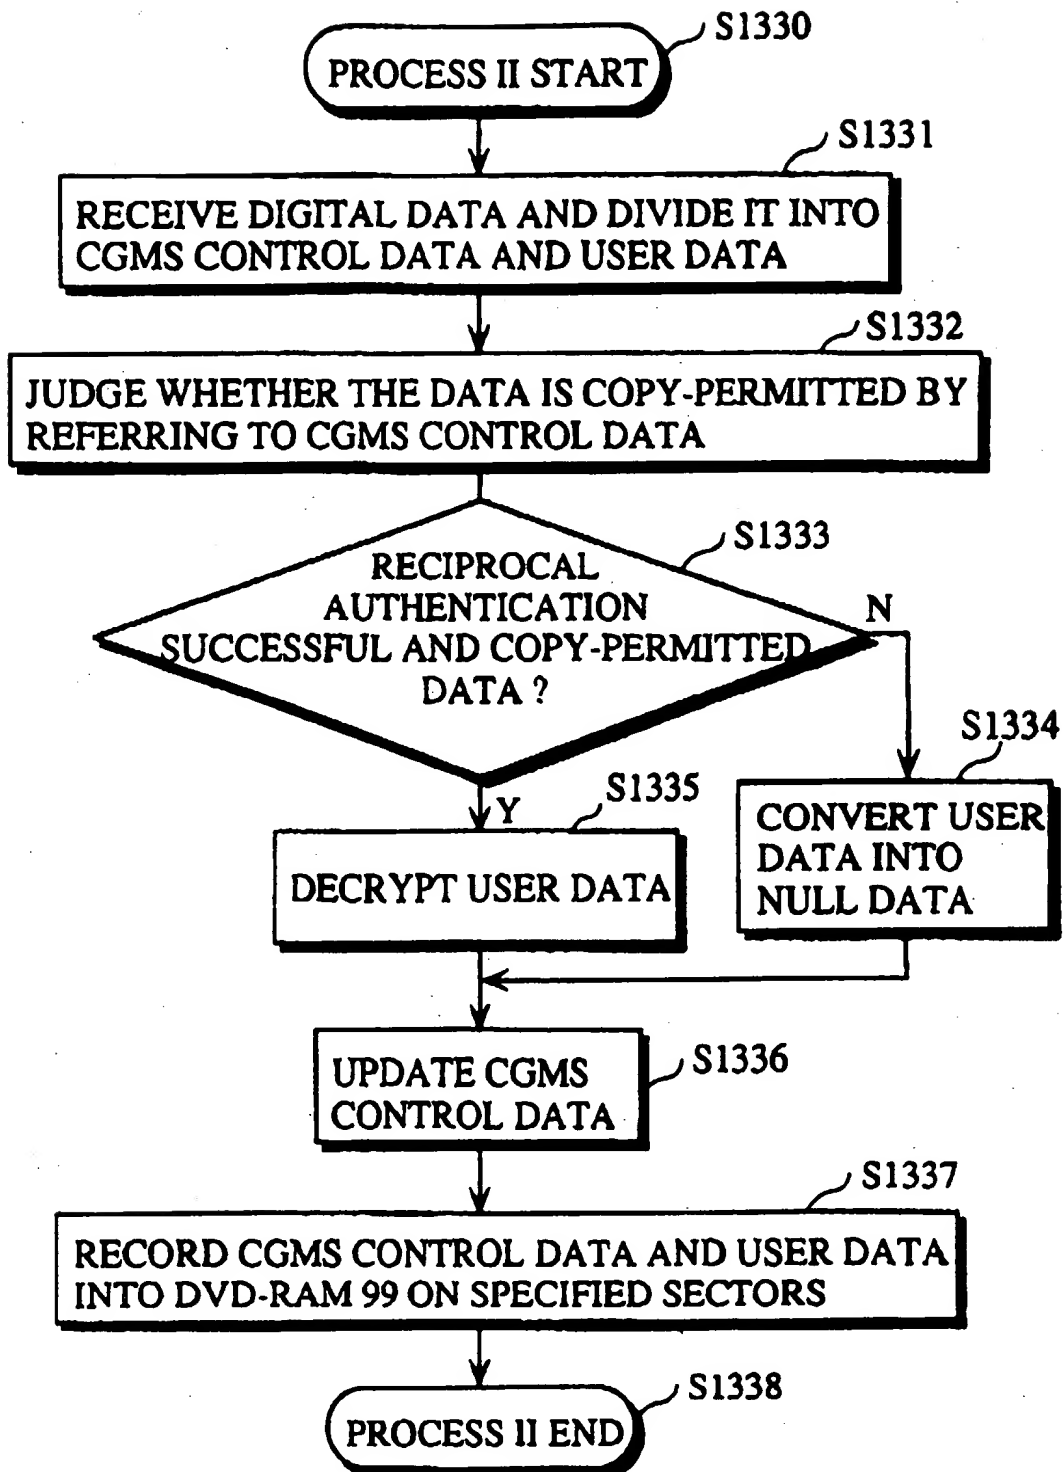 S1330
PROCESS II START
S1331
RECEIVE DIGITAL DATA AND DIVIDE IT INTO
CGMS CONTROL DATA AND USER DATA
S1332
JUDGE WHETHER THE DATA IS COPY-PERMITTED BY
REFERRING TO CGMS CONTROL DATA
S1333
RECIPROCAL
AUTHENTICATION
SUCCESSFUL AND COPY-PERMITTED
DATA ?
N
S1334
CONVERT USER
DATA INTO
NULL DATA
Y
S1335
DECRYPT USER DATA
S1336
UPDATE CGMS
CONTROL DATA
S1337
RECORD CGMS CONTROL DATA AND USER DATA
INTO DVD-RAM 99 ON SPECIFIED SECTORS
S1338
PROCESS II END